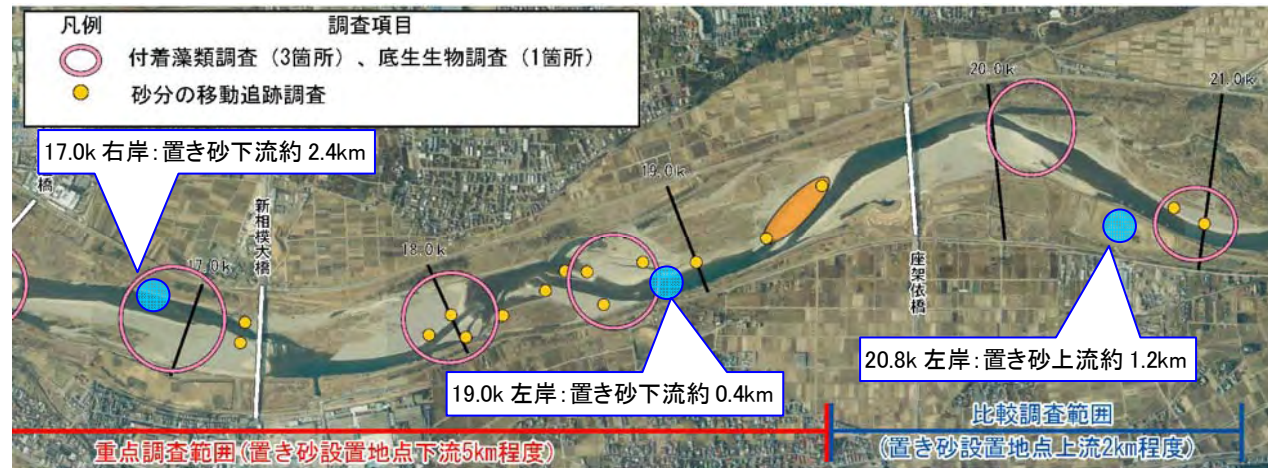 凡例 調査項目
付着藻類調査（3箇所）、底生生物調査（1箇所）
砂分の移動追跡調査
17.0k 右岸：置き砂下流約 2.4km
橋
新相模大橋
17.0k
18.0k
19.0k
座架依橋
20.0k
21.0k
19.0k 左岸：置き砂下流約 0.4km
20.8k 左岸：置き砂上流約 1.2km
重点調査範囲(置き砂設置地点下流5km程度)
比較調査範囲
(置き砂設置地点上流2km程度)